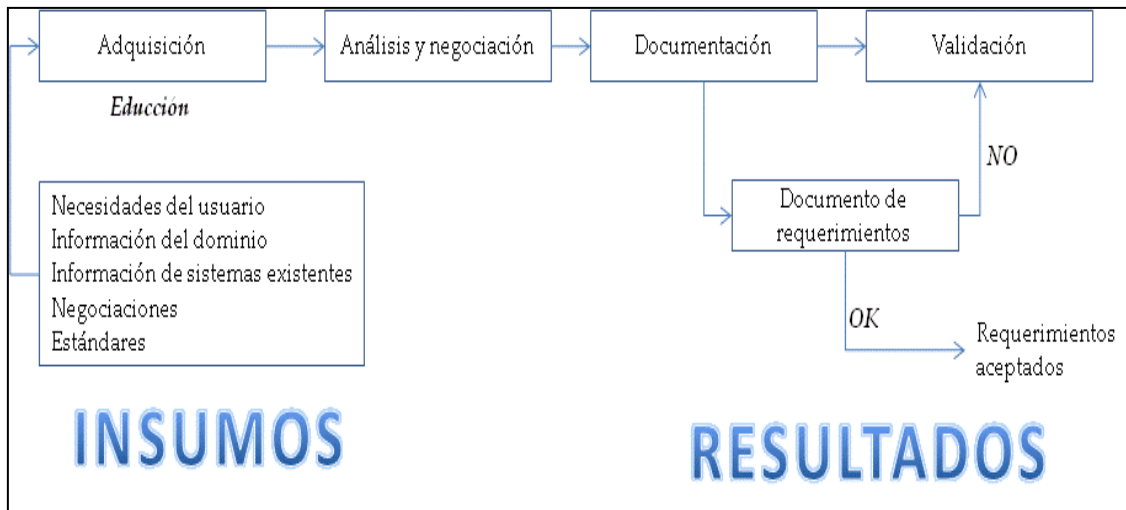 Adquisición
Análisis y negociación
Documentación
Validación
Educción
NO
Necesidades del usuario
Información del dominio
Información de sistemas existentes
Negociaciones
Estándares
Documento de
requerimientos
OK
Requerimientos
aceptados
INSUMOS
RESULTADOS